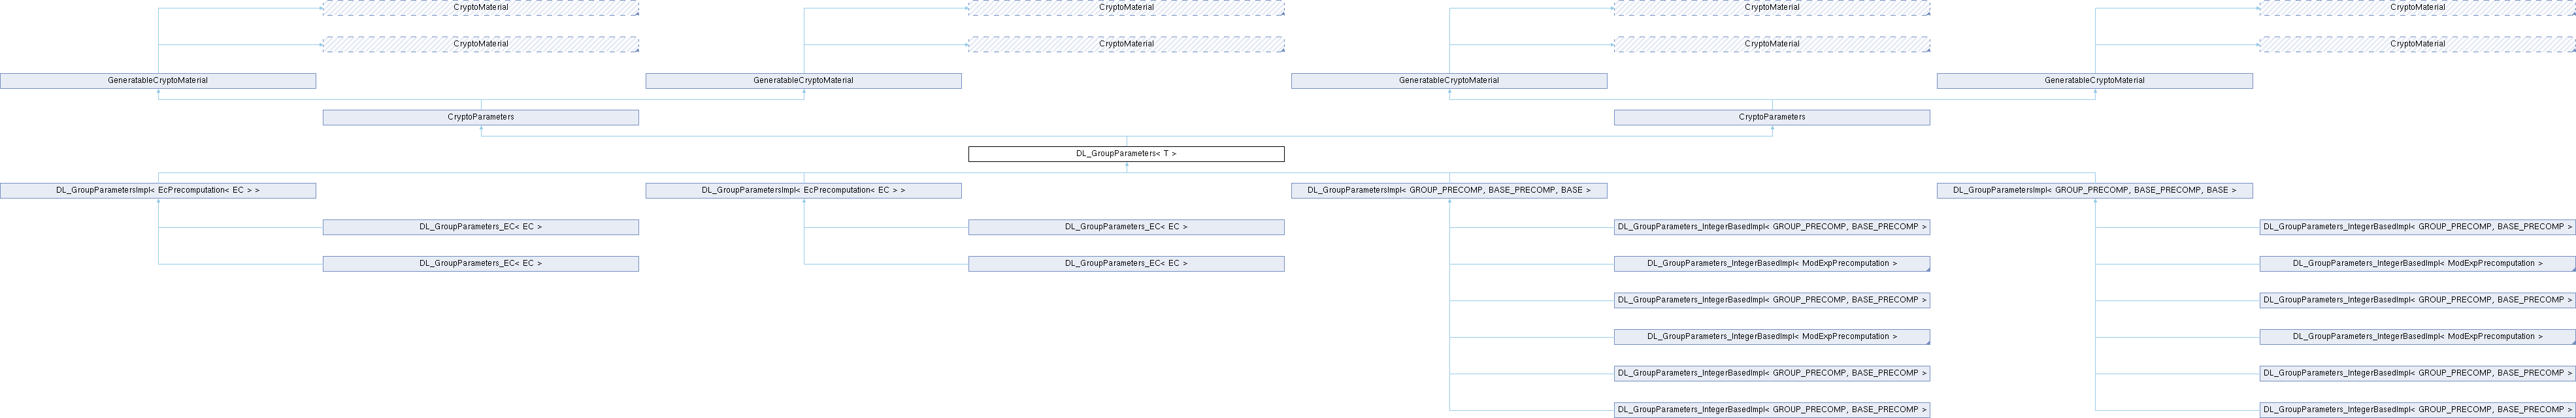 CryptoMaterial CryptoMaterial CryptoMaterial CryptoMaterial
CryptoMaterial CryptoMaterial CryptoMaterial CryptoMaterial
GeneratableCryptoMaterial GeneratableCryptoMaterial GeneratableCryptoMaterial GeneratableCryptoMaterial
CryptoParameters CryptoParameters
DL_GroupParameters< T >
DL_GroupParametersImpl< EcPrecomputation< EC > > DL_GroupParametersImpl< EcPrecomputation< EC > > DL_GroupParametersImpl< GROUP_PRECOMP, BASE_PRECOMP, BASE > DL_GroupParametersImpl< GROUP_PRECOMP, BASE_PRECOMP, BASE >
DL_GroupParameters_EC< EC > DL_GroupParameters_EC< EC > DL_GroupParameters_IntegerBasedImpl< GROUP_PRECOMP, BASE_PRECOMP > DL_GroupParameters_IntegerBasedImpl< GROUP_PRECOMP, BASE_PRECOMP >
DL_GroupParameters_EC< EC > DL_GroupParameters_EC< EC > DL_GroupParameters_IntegerBasedImpl< ModExpPrecomputation > DL_GroupParameters_IntegerBasedImpl< ModExpPrecomputation >
DL_GroupParameters_IntegerBasedImpl< GROUP_PRECOMP, BASE_PRECOMP > DL_GroupParameters_IntegerBasedImpl< GROUP_PRECOMP, BASE_PRECOMP >
DL_GroupParameters_IntegerBasedImpl< ModExpPrecomputation > DL_GroupParameters_IntegerBasedImpl< ModExpPrecomputation >
DL_GroupParameters_IntegerBasedImpl< GROUP_PRECOMP, BASE_PRECOMP > DL_GroupParameters_IntegerBasedImpl< GROUP_PRECOMP, BASE_PRECOMP >
DL_GroupParameters_IntegerBasedImpl< GROUP_PRECOMP, BASE_PRECOMP > DL_GroupParameters_IntegerBasedImpl< GROUP_PRECOMP, BASE_PRECOMP >